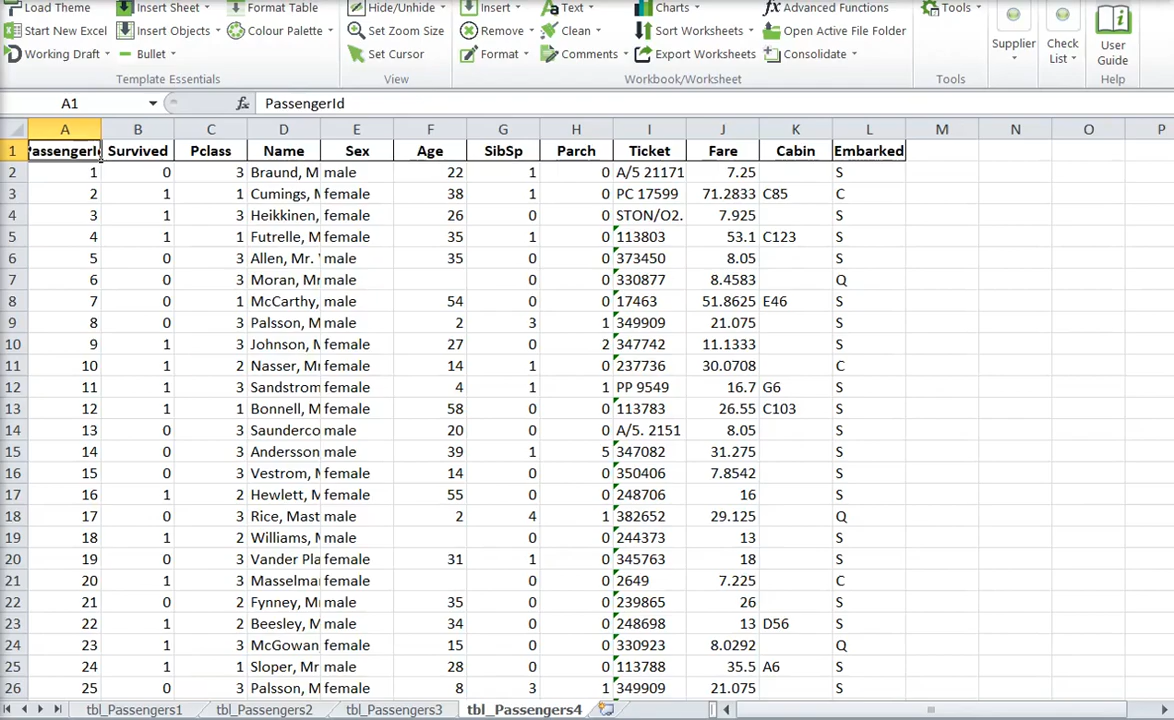 Load Theme Insert Sheet Format Table Hide/Unhide Insert Text Charts Advanced Functions Tools
Start New Excel Insert Objects Colour Palette Set Zoom Size Remove Clean Sort Worksheets Open Active File Folder Supplier Check List User Guide
Working Draft Bullet Set Cursor Format Comments Export Worksheets Consolidate
Template Essentials View Workbook/Worksheet Tools Help
A1 fx PassengerId
A B C D E F G H I J K L M N O P
1 PassengerId Survived Pclass Name Sex Age SibSp Parch Ticket Fare Cabin Embarked
2 1 0 3 Braund, M male 22 1 0 A/5 21171 7.25 S
3 2 1 1 Cumings, M female 38 1 0 PC 17599 71.2833 C85 C
4 3 1 3 Heikkinen, female 26 0 0 STON/O2. 7.925 S
5 4 1 1 Futrelle, M female 35 1 0 113803 53.1 C123 S
6 5 0 3 Allen, Mr. male 35 0 0 373450 8.05 S
7 6 0 3 Moran, Mr male 0 0 330877 8.4583 Q
8 7 0 1 McCarthy, male 54 0 0 17463 51.8625 E46 S
9 8 0 3 Palsson, M male 2 3 1 349909 21.075 S
10 9 1 3 Johnson, M female 27 0 2 347742 11.1333 S
11 10 1 2 Nasser, Mr female 14 1 0 237736 30.0708 C
12 11 1 3 Sandstrom female 4 1 1 PP 9549 16.7 G6 S
13 12 1 1 Bonnell, M female 58 0 0 113783 26.55 C103 S
14 13 0 3 Saunderco male 20 0 0 A/5. 2151 8.05 S
15 14 0 3 Andersson male 39 1 5 347082 31.275 S
16 15 0 3 Vestrom, M female 14 0 0 350406 7.8542 S
17 16 1 2 Hewlett, M female 55 0 0 248706 16 S
18 17 0 3 Rice, Mast male 2 4 1 382652 29.125 Q
19 18 1 2 Williams, male 0 0 244373 13 S
20 19 0 3 Vander Pla female 31 1 0 345763 18 S
21 20 1 3 Masselma female 0 0 2649 7.225 C
22 21 0 2 Fynney, Mr male 35 0 0 239865 26 S
23 22 1 2 Beesley, M male 34 0 0 248698 13 D56 S
24 23 1 3 McGowan female 15 0 0 330923 8.0292 Q
25 24 1 1 Sloper, Mr male 28 0 0 113788 35.5 A6 S
26 25 0 3 Palsson, M female 8 3 1 349909 21.075 S
tbl_Passengers1 tbl_Passengers2 tbl_Passengers3 tbl_Passengers4